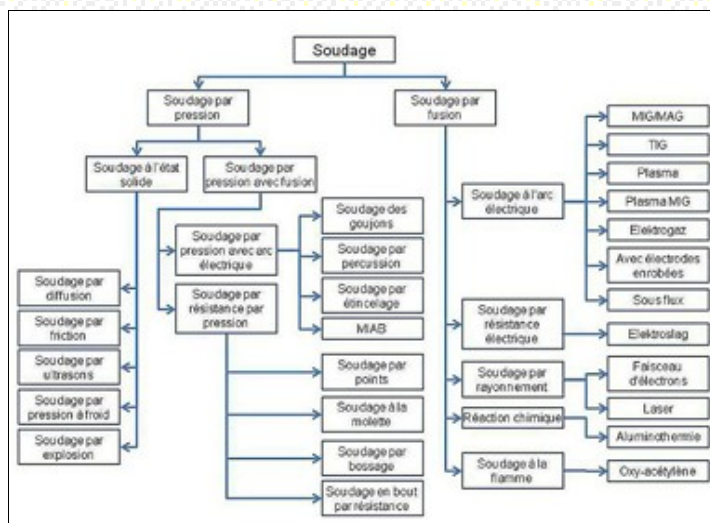 Soudage
Soudage par
pression
Soudage par
fusion
Soudage à l'état
solide
Soudage par
pression avec fusion
Soudage par
pression avec arc
électrique
Soudage par
résistance par
pression
Soudage par
diffusion
Soudage par
friction
Soudage par
ultrasons
Soudage par
pression à froid
Soudage par
explosion
Soudage des
goujons
Soudage par
percussion
Soudage par
étincelage
MIAB
Soudage par
points
Soudage à la
molette
Soudage par
bossage
Soudage en bout
par résistance
Soudage à l'arc
électrique
Soudage par
résistance
électrique
Soudage par
rayonnement
Réaction chimique
Soudage à la
flamme
MIG/MAG
TIG
Plasma
Plasma MIG
Elektrogaz
Avec électrodes
enrobées
Sous flux
Elektroslag
Faisceau
d'électrons
Laser
Aluminothermie
Oxy-acétylène